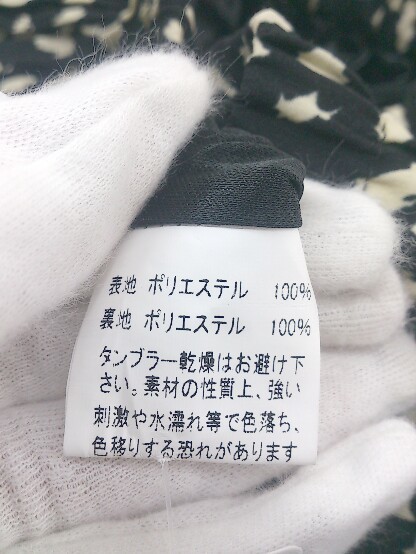 表地 ポリエステル 100%
裏地 ポリエステル 100%
タンブラー乾燥はお避け下
さい。素材の性質上、強い
刺激や水濡れ等で色落ち、
色移りする恐れがあります